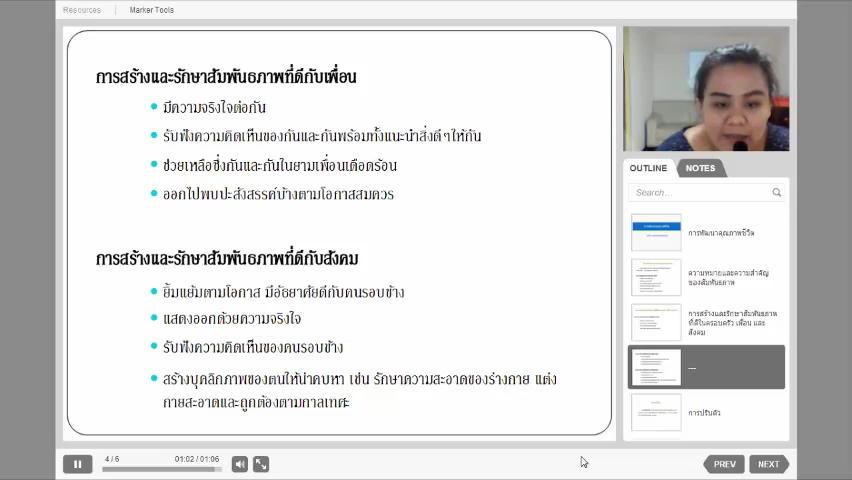 Resources
Marker Tools
การสร้างและรักษาสัมพันธภาพที่ดีกับเพื่อน
มีความจริงใจต่อกัน
รับฟังความคิดเห็นของกันและกันพร้อมทั้งแนะนำสิ่งดีๆให้กัน
ช่วยเหลือซึ่งกันและกันในยามเพื่อนเดือดร้อน
ออกไปพบปะสังสรรค์บ้างตามโอกาสสมควร
การสร้างและรักษาสัมพันธภาพที่ดีกับสังคม
ยิ้มแย้มตามโอกาส มีอัธยาศัยดีกับคนรอบข้าง
แสดงออกด้วยความจริงใจ
รับฟังความคิดเห็นของคนรอบข้าง
สร้างบุคลิกภาพของตนให้น่าคบหา เช่น รักษาความสะอาดของร่างกาย แต่ง
กายสะอาดและถูกต้องตามกาลเทศะ
4 / 6
01:02 / 01:06
OUTLINE
NOTES
Search...
การพัฒนาคุณภาพชีวิต
ความหมายและความสำคัญ
ของสัมพันธภาพ
การสร้างและรักษาสัมพันธภาพ
ที่ดีในครอบครัว เพื่อน และ
สังคม
---
การปรับตัว
PREV
NEXT